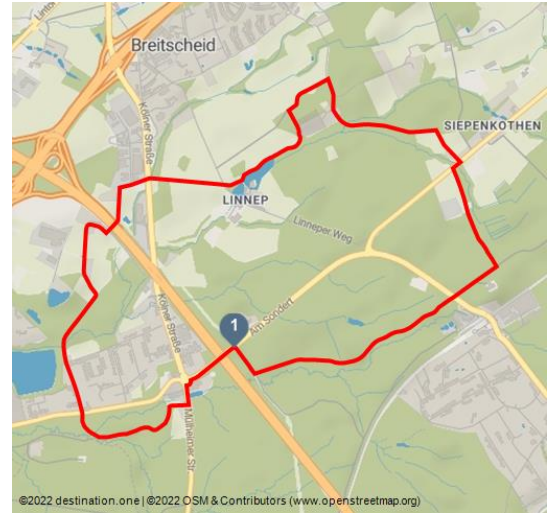 Breitscheid
Kölner Straße
SIEPENKOTHEN
LINNEP
Linneper Weg
Kölner Straße
1
Am Sondert
Mülheimer Str
©2022 destination.one | ©2022 OSM & Contributors (www.openstreetmap.org)